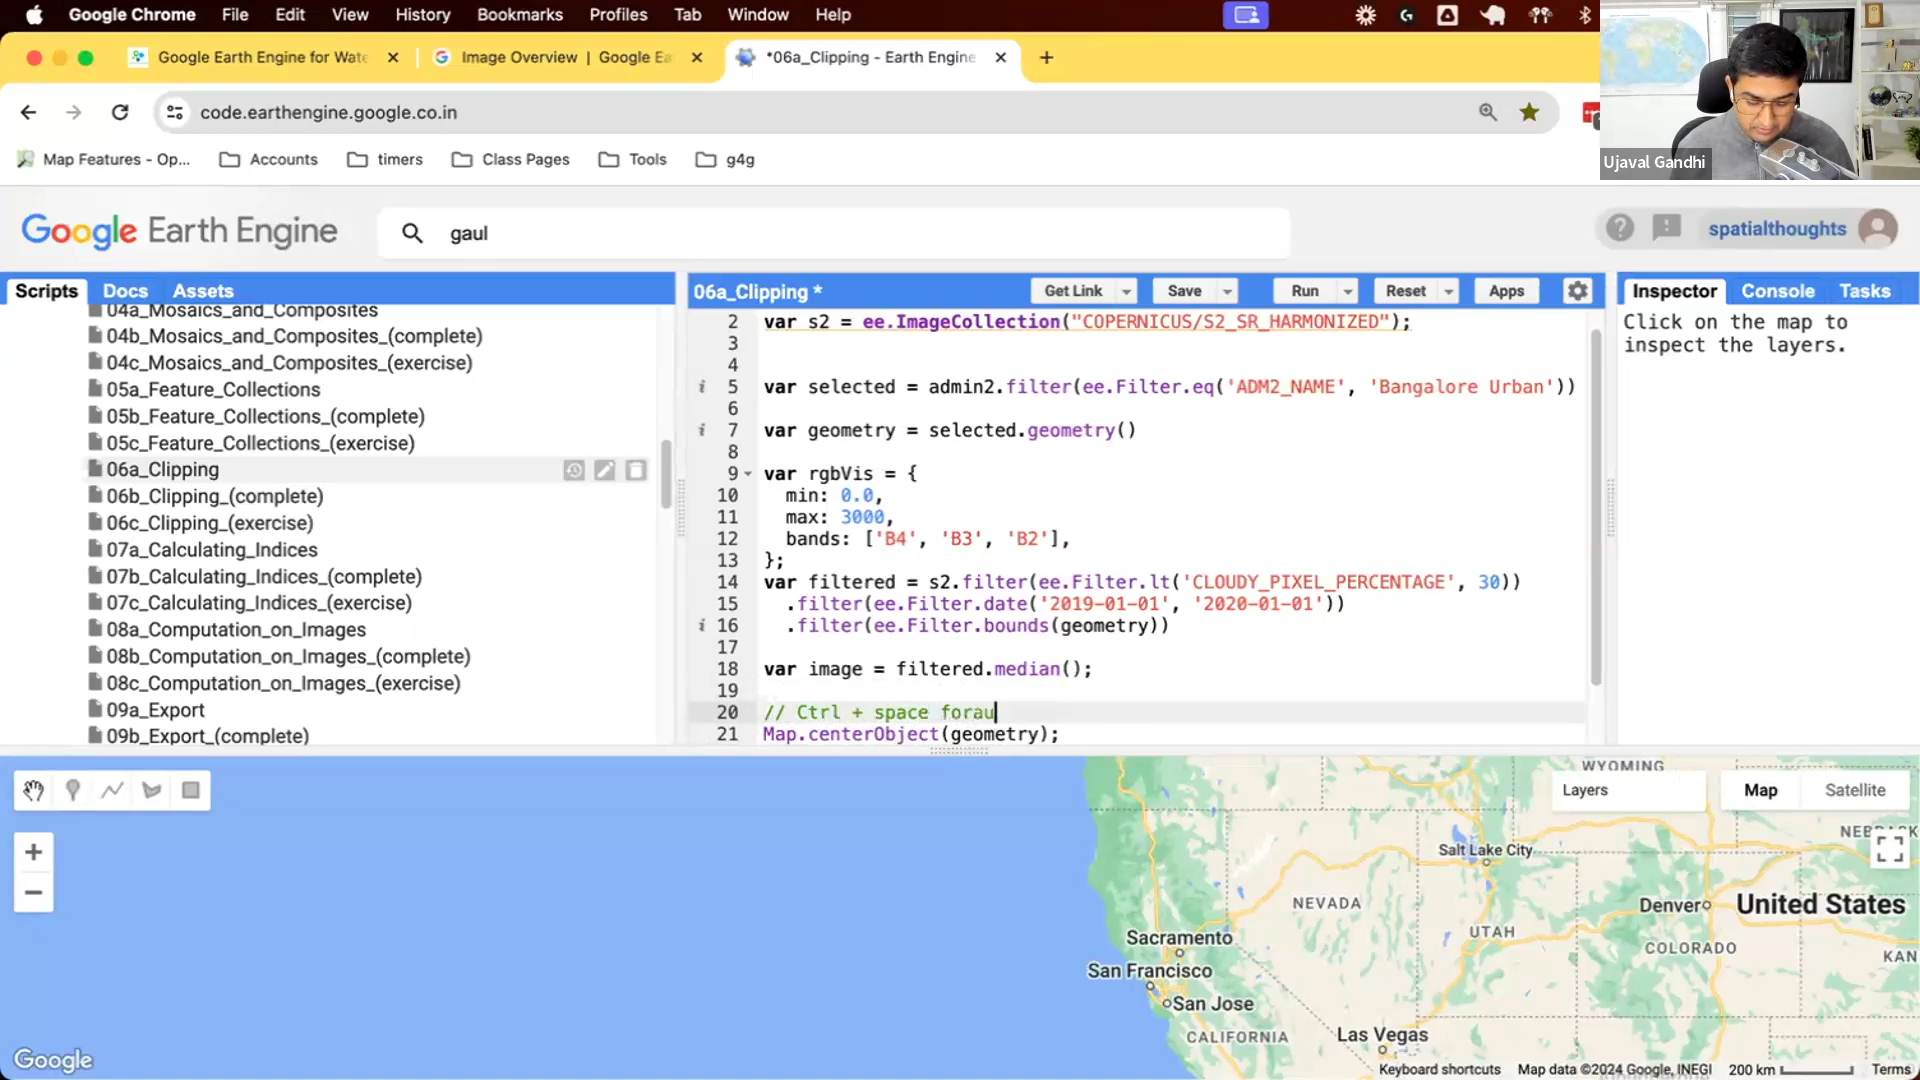 Google Chrome File Edit View History Bookmarks Profiles Tab Window Help
Google Earth Engine for Wate
Image Overview | Google Ea
*06a_Clipping - Earth Engine
code.earthengine.google.co.in
Map Features - Op... Accounts timers Class Pages Tools g4g
Ujaval Gandhi
Google Earth Engine
gaul
spatialthoughts
Scripts Docs Assets
04a_Mosaics_and_Composites
04b_Mosaics_and_Composites_(complete)
04c_Mosaics_and_Composites_(exercise)
05a_Feature_Collections
05b_Feature_Collections_(complete)
05c_Feature_Collections_(exercise)
06a_Clipping
06b_Clipping_(complete)
06c_Clipping_(exercise)
07a_Calculating_Indices
07b_Calculating_Indices_(complete)
07c_Calculating_Indices_(exercise)
08a_Computation_on_Images
08b_Computation_on_Images_(complete)
08c_Computation_on_Images_(exercise)
09a_Export
09b_Export_(complete)
06a_Clipping *
Get Link Save Run Reset Apps
2 var s2 = ee.ImageCollection("COPERNICUS/S2_SR_HARMONIZED");
3
4
5 var selected = admin2.filter(ee.Filter.eq('ADM2_NAME', 'Bangalore Urban'))
6
7 var geometry = selected.geometry()
8
9 var rgbVis = {
10 min: 0.0,
11 max: 3000,
12 bands: ['B4', 'B3', 'B2'],
13 };
14 var filtered = s2.filter(ee.Filter.lt('CLOUDY_PIXEL_PERCENTAGE', 30))
15 .filter(ee.Filter.date('2019-01-01', '2020-01-01'))
16 .filter(ee.Filter.bounds(geometry))
17
18 var image = filtered.median();
19
20 // Ctrl + space forau
21 Map.centerObject(geometry);
Inspector Console Tasks
Click on the map to
inspect the layers.
WYOMING
Layers
Map Satellite
Salt Lake City
NEVADA
Denver
United States
UTAH
COLORADO
KAN
Sacramento
San Francisco
San Jose
CALIFORNIA
Las Vegas
Google
Keyboard shortcuts Map data ©2024 Google, INEGI 200 km Terms